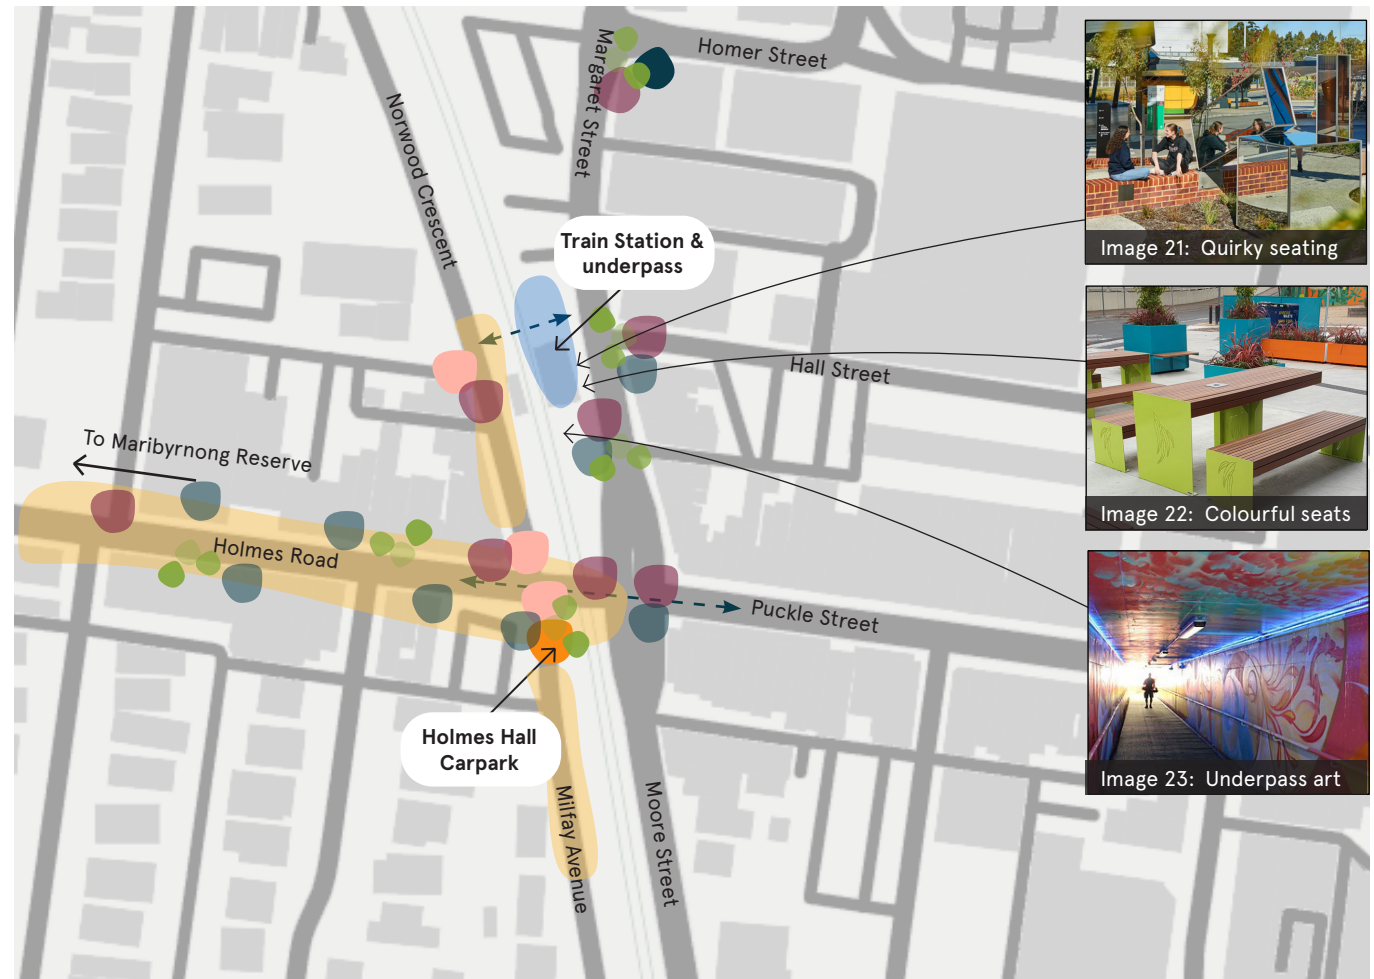 Homer Street
Margaret Street
Norwood Crescent
Train Station &
underpass
Hall Street
To Maribyrnong Reserve
Holmes Road
Puckle Street
Holmes Hall
Carpark
Milfay Avenue
Moore Street
Image 21: Quirky seating
Image 22: Colourful seats
Image 23: Underpass art